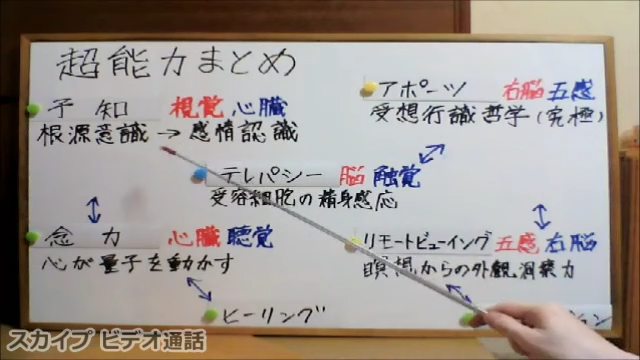 超能力まとめ
予知 視覚 心臓
根源意識→感情認識
アポーツ 右脳 五感
受想行識哲学(究極)
テレパシー 脳 触覚
受容細胞の精身感応
念力 心臓 聴覚
心が量子を動かす
リモートビューイング 五感 右脳
瞑想からの外観洞察力
ヒーリング
ション
スカイプ ビデオ通話